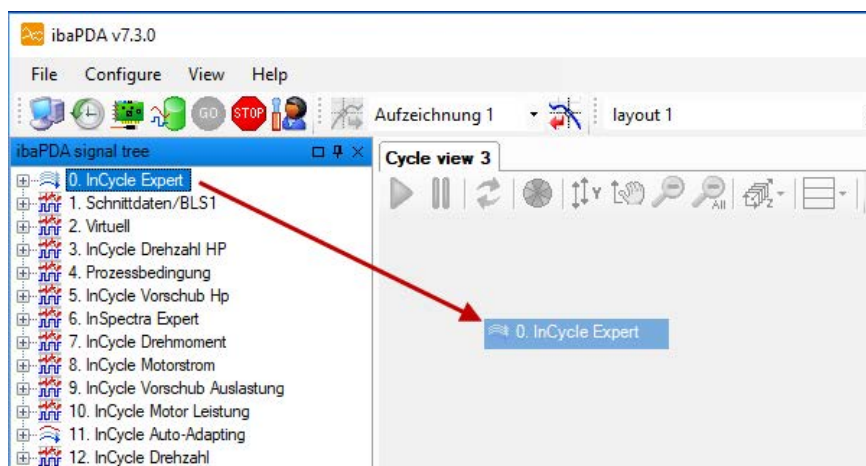 ibaPDA v7.3.0
File Configure View Help
GO STOP Aufzeichnung 1 layout 1
ibaPDA signal tree
Cycle view 3
0. InCycle Expert
1. Schnittdaten/BLS1
2. Virtuell
3. InCycle Drehzahl HP
4. Prozessbedingung
5. InCycle Vorschub Hp
6. InSpectra Expert
7. InCycle Drehmoment
8. InCycle Motorstrom
9. InCycle Vorschub Auslastung
10. InCycle Motor Leistung
11. InCycle Auto-Adapting
12. InCycle Drehzahl
Y All Z
0. InCycle Expert